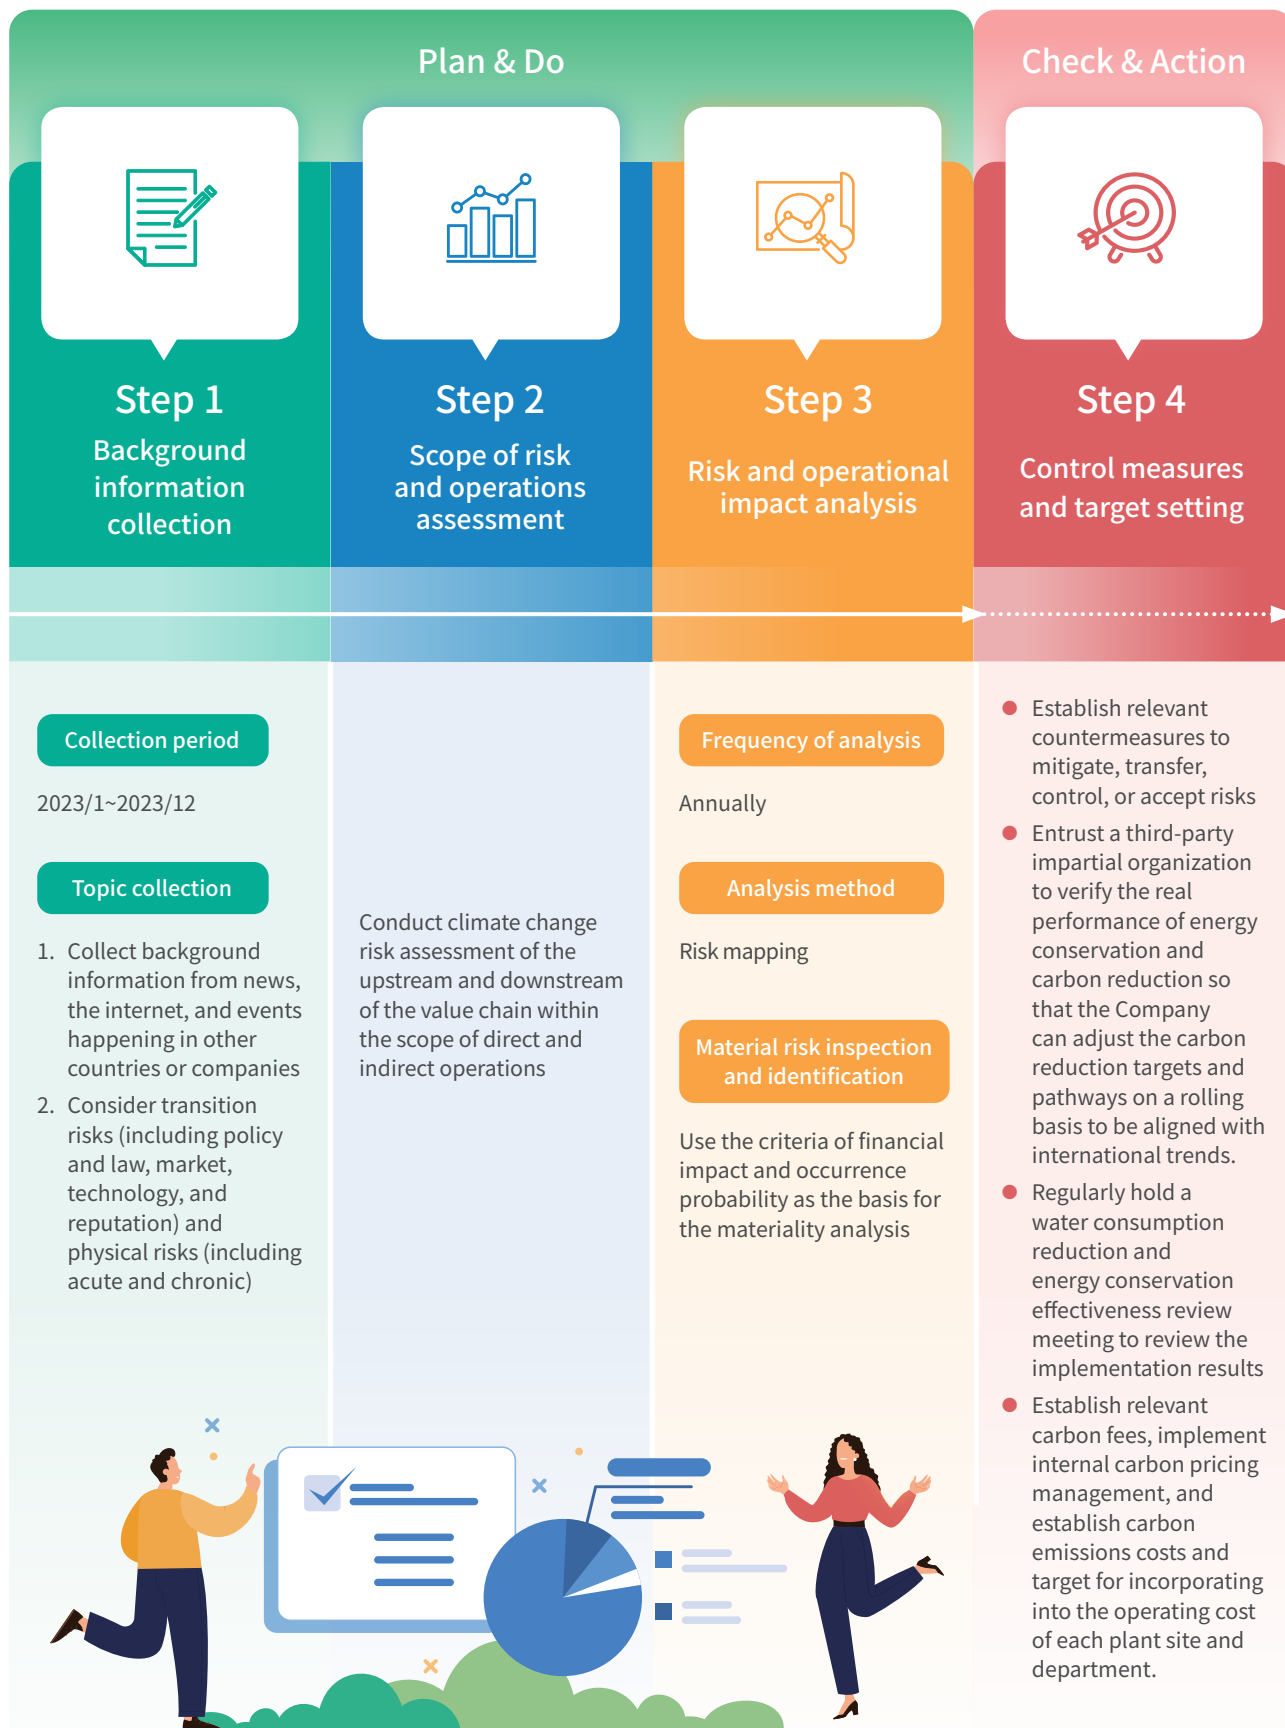 Plan & Do
Check & Action
Step 1
Background
information
collection
Step 2
Scope of risk
and operations
assessment
Step 3
Risk and operational
impact analysis
Step 4
Control measures
and target setting
Collection period
2023/1~2023/12
Topic collection
1. Collect background
information from news,
the internet, and events
happening in other
countries or companies
2. Consider transition
risks (including policy
and law, market,
technology, and
reputation) and
physical risks (including
acute and chronic)
Conduct climate change
risk assessment of the
upstream and downstream
of the value chain within
the scope of direct and
indirect operations
Frequency of analysis
Annually
Analysis method
Risk mapping
Material risk inspection
and identification
Use the criteria of financial
impact and occurrence
probability as the basis for
the materiality analysis
● Establish relevant
countermeasures to
mitigate, transfer,
control, or accept risks
● Entrust a third-party
impartial organization
to verify the real
performance of energy
conservation and
carbon reduction so
that the Company
can adjust the carbon
reduction targets and
pathways on a rolling
basis to be aligned with
international trends.
● Regularly hold a
water consumption
reduction and
energy conservation
effectiveness review
meeting to review the
implementation results
● Establish relevant
carbon fees, implement
internal carbon pricing
management, and
establish carbon
emissions costs and
target for incorporating
into the operating cost
of each plant site and
department.